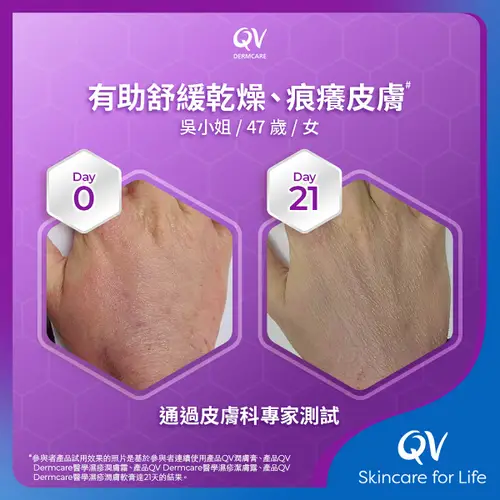 QV
DERMCARE
有助舒緩乾燥、痕癢皮膚#
吳小姐 / 47 歲 / 女
Day
0
Day
21
通過皮膚科專家測試
#參與者產品試用效果的照片是基於參與者連續使用產品QV潤膚膏、產品QV
Dermcare醫學濕疹潤膚露、產品QV Dermcare醫學濕疹潔膚露、產品QV
Dermcare醫學潤膚軟膏達21天的結果。
QV
Skincare for Life